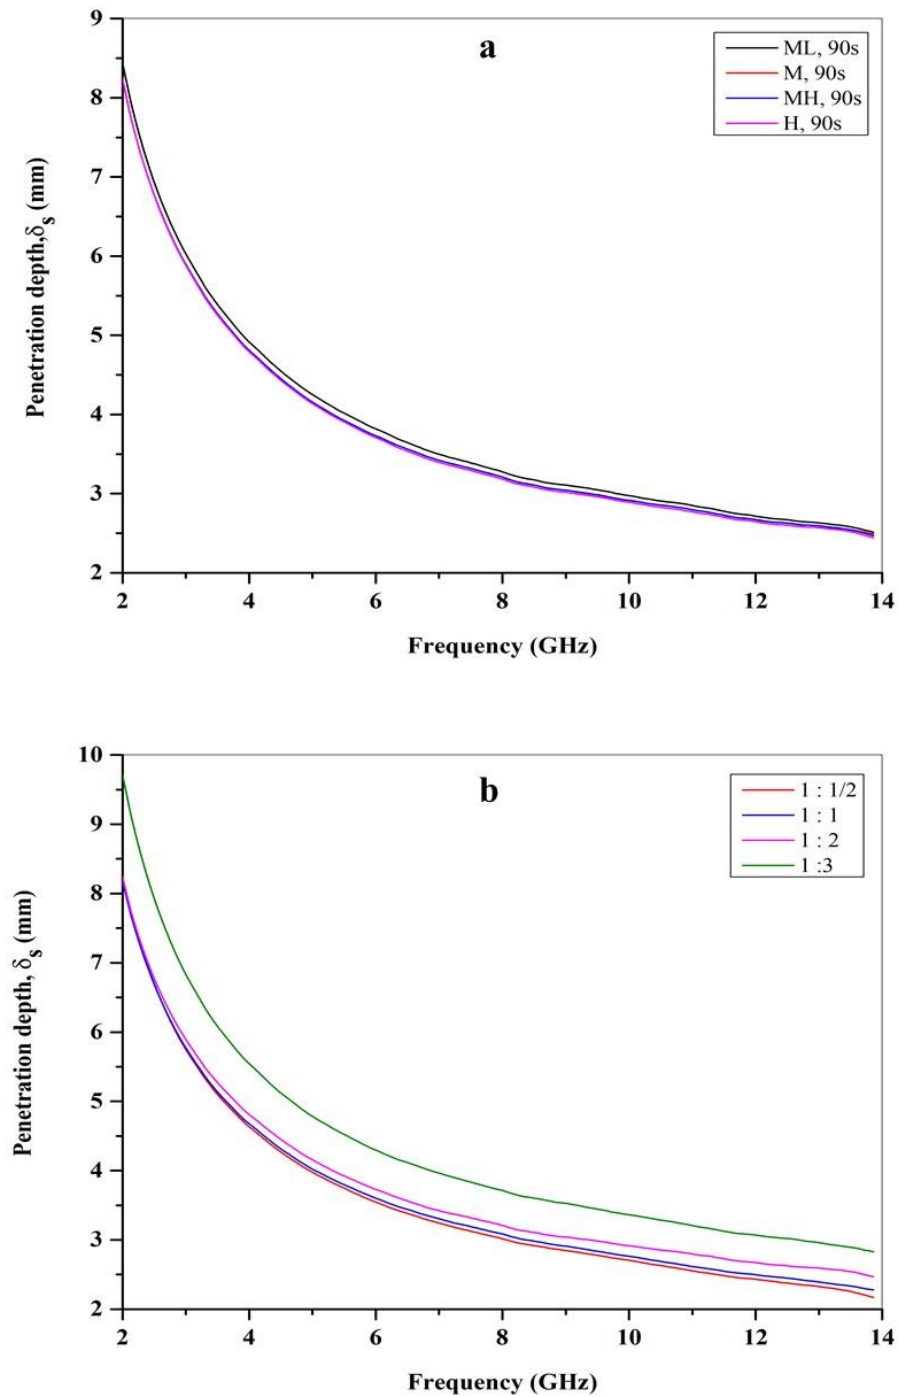 a
ML, 90s
M, 90s
MH, 90s
H, 90s
9
8
7
6
5
4
3
2
Penetration depth,δs (mm)
2 4 6 8 10 12 14
Frequency (GHz)
b
1 : 1/2
1 : 1
1 : 2
1 :3
10
9
8
7
6
5
4
3
2
Penetration depth, δs (mm)
2 4 6 8 10 12 14
Frequency (GHz)